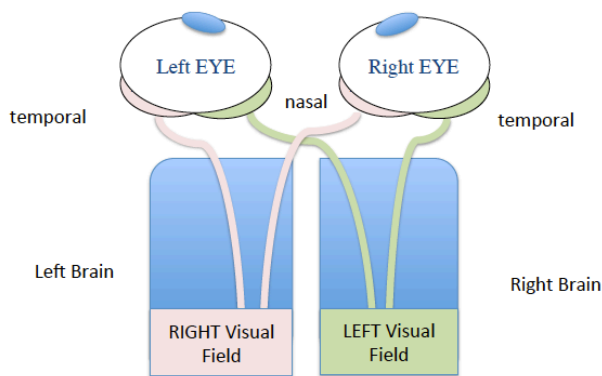 Left EYE
Right EYE
temporal
nasal
temporal
Left Brain
Right Brain
RIGHT Visual
Field
LEFT Visual
Field